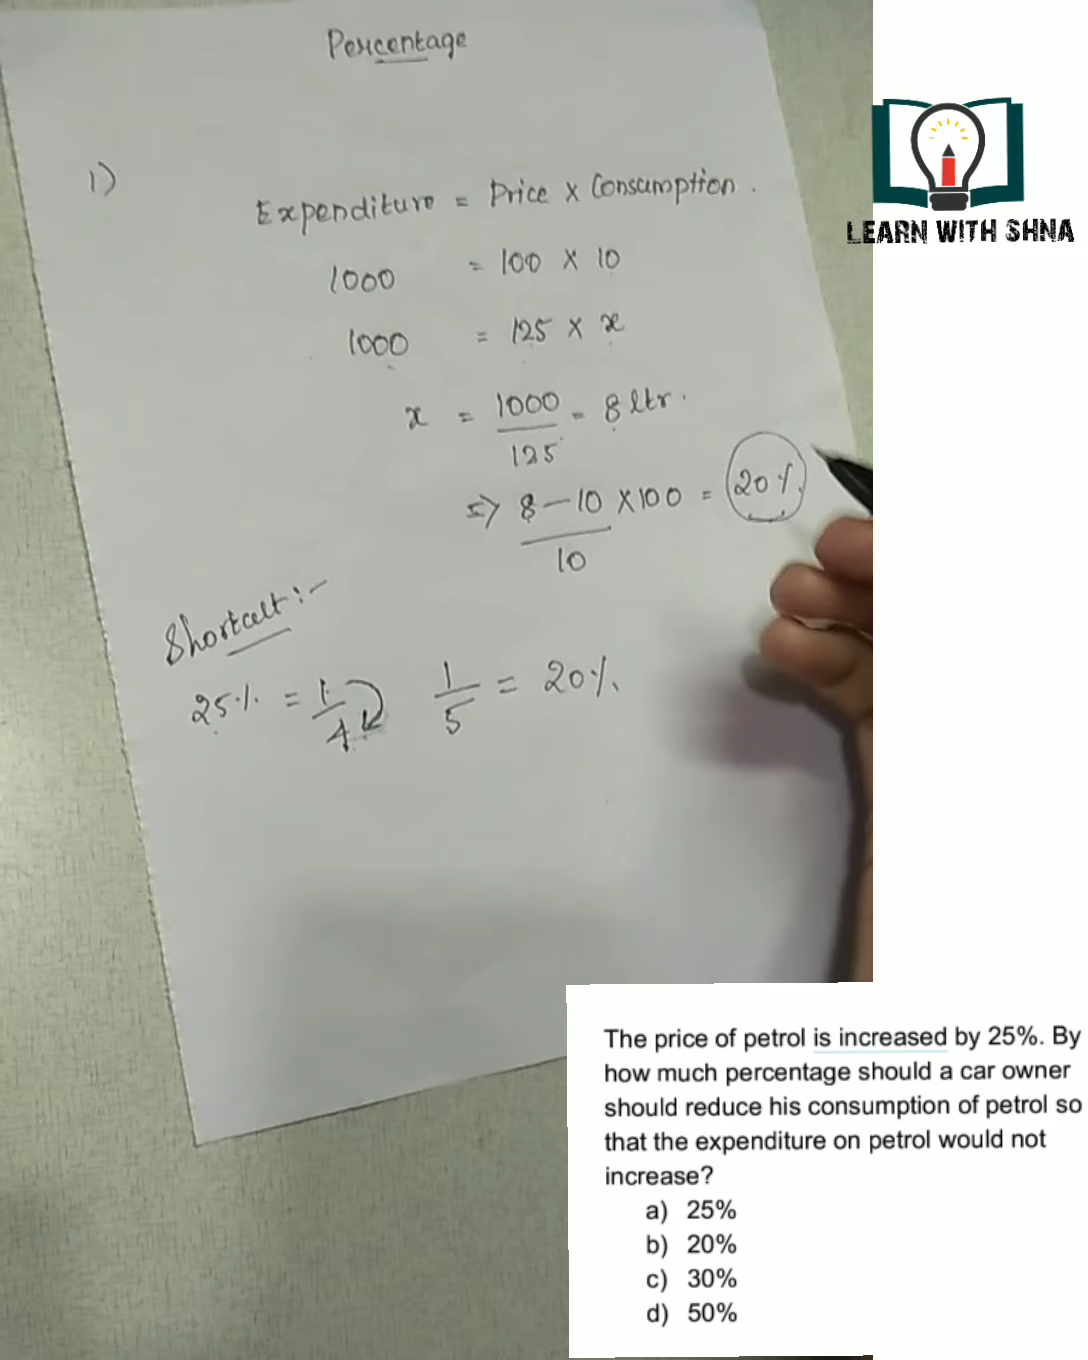 Percentage
1)
Expenditure = Price x Consumption.
1000 = 100 x 10
1000 = 125 x x
x = 1000/125 = 8 ltr.
=> 8-10/10 x100 = 20%
Shortcut:-
25% = 1/4 1/5 = 20%
LEARN WITH SHNA
The price of petrol is increased by 25%. By
how much percentage should a car owner
should reduce his consumption of petrol so
that the expenditure on petrol would not
increase?
a) 25%
b) 20%
c) 30%
d) 50%